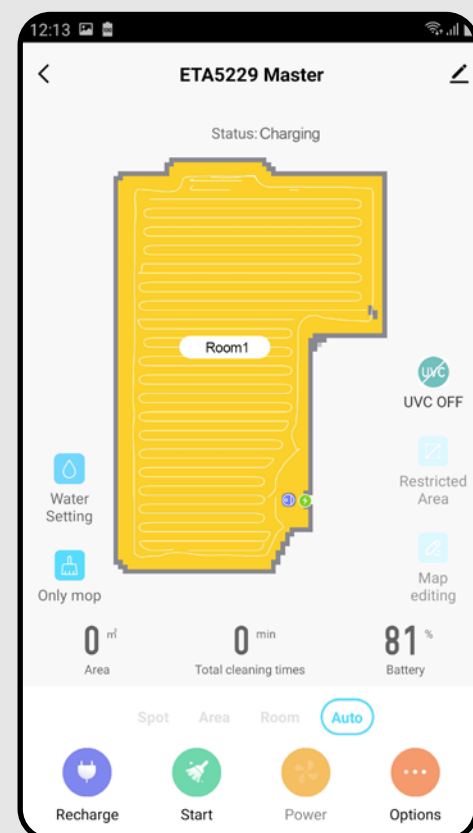 12:13
ETA5229 Master
Status: Charging
Room1
UVC
UVC OFF
Water
Setting
Restricted
Area
Only mop
Map
editing
0 ㎡
0 min
81 %
Area
Total cleaning times
Battery
Spot Area Room Auto
Recharge Start Power Options